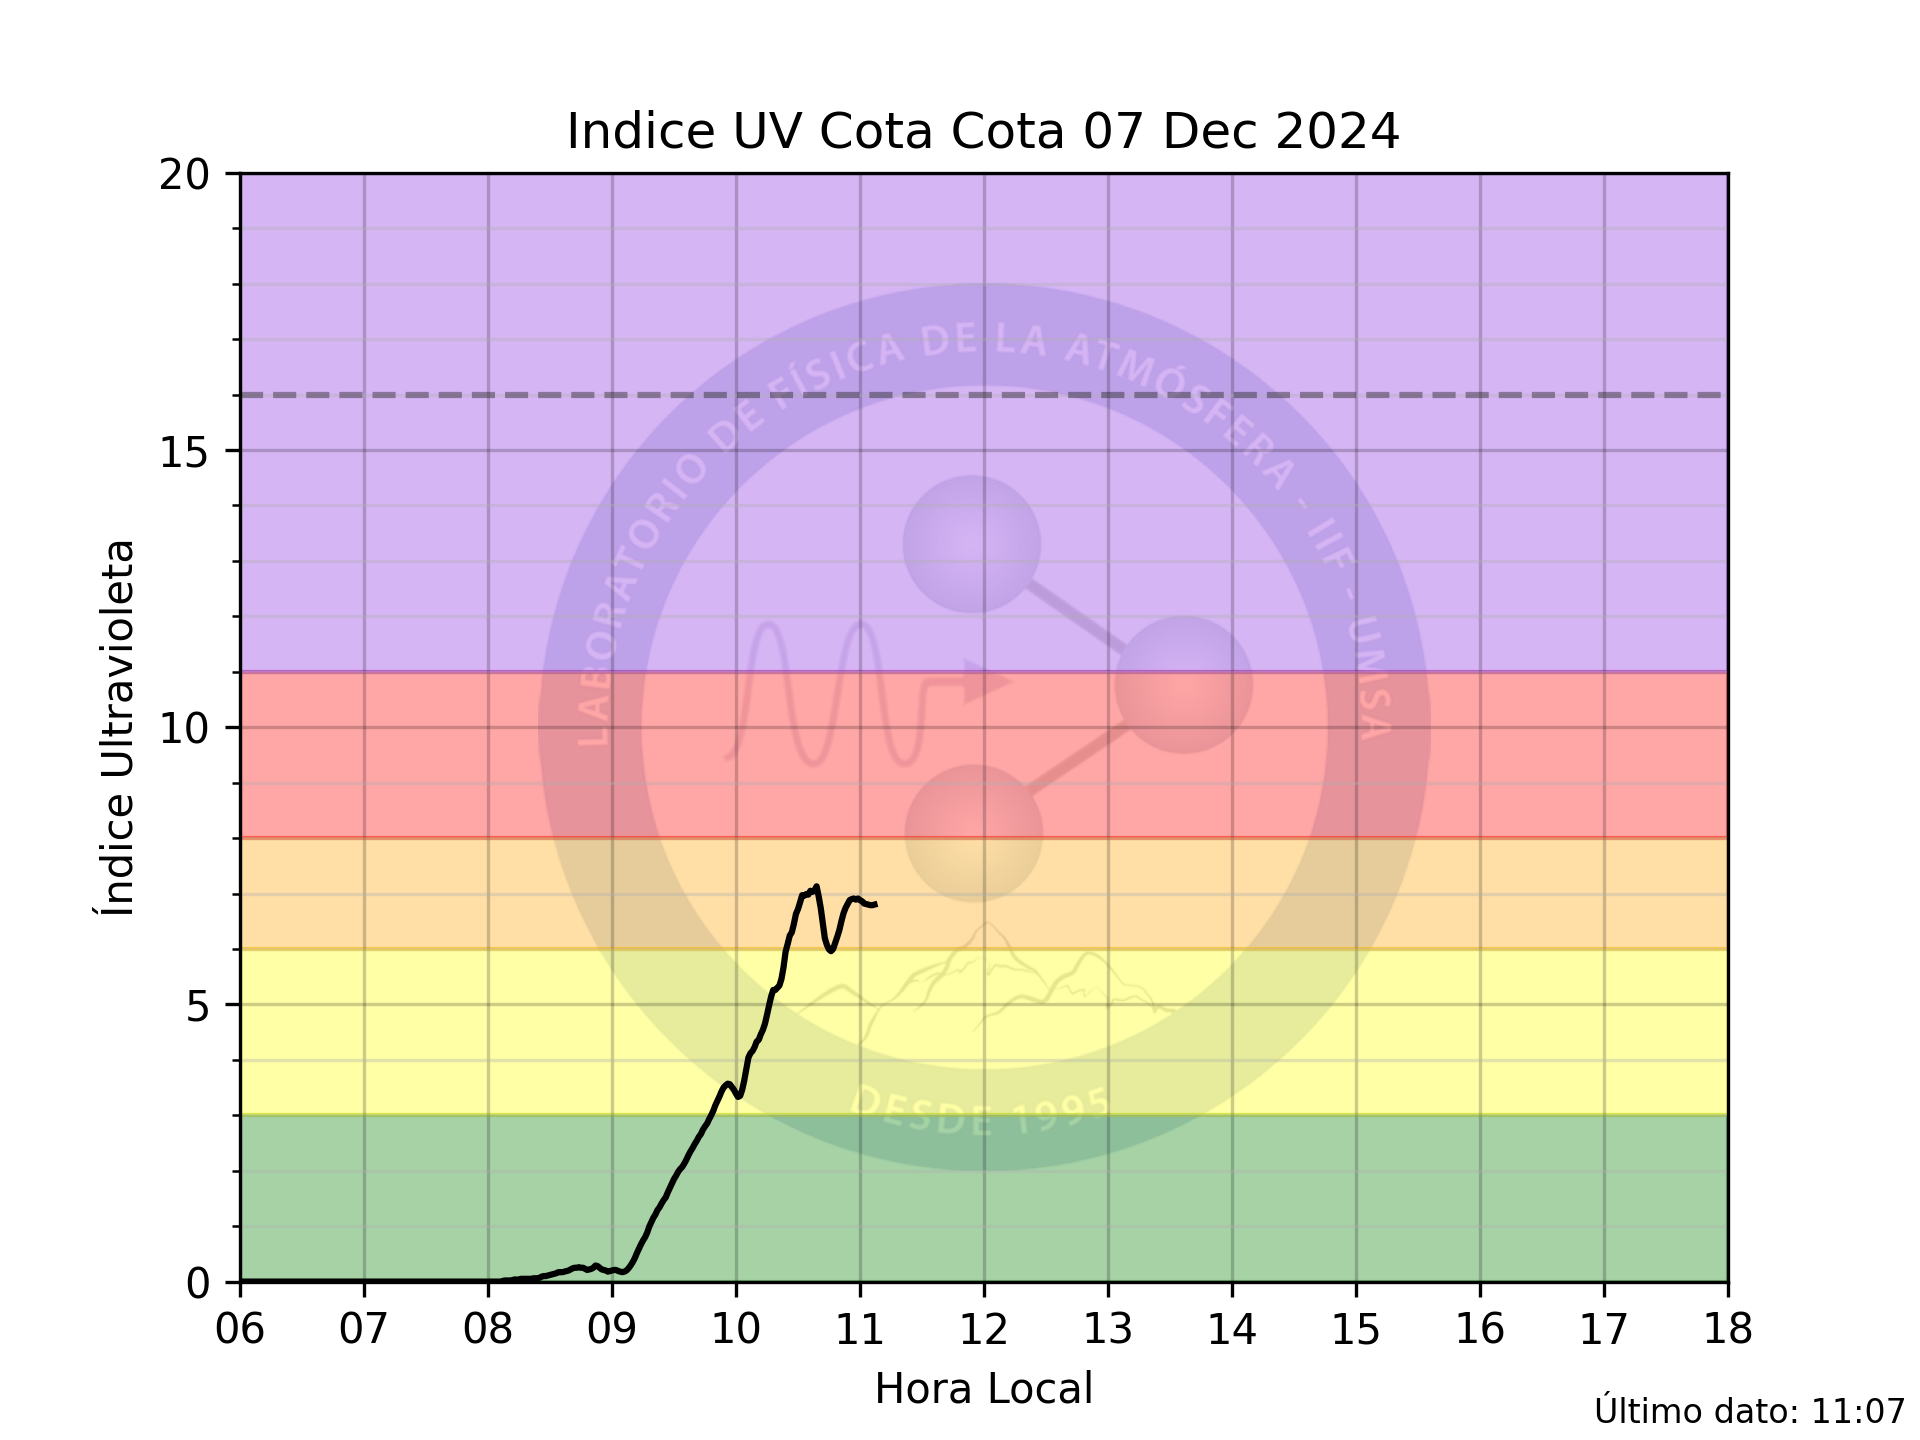 Indice UV Cota Cota 07 Dec 2024
20
15
10
5
0
Índice Ultravioleta
LABORATORIO DE FÍSICA DE LA ATMÓSFERA - IIF - UMSA
DESDE 1995
06 07 08 09 10 11 12 13 14 15 16 17 18
Hora Local
Último dato: 11:07